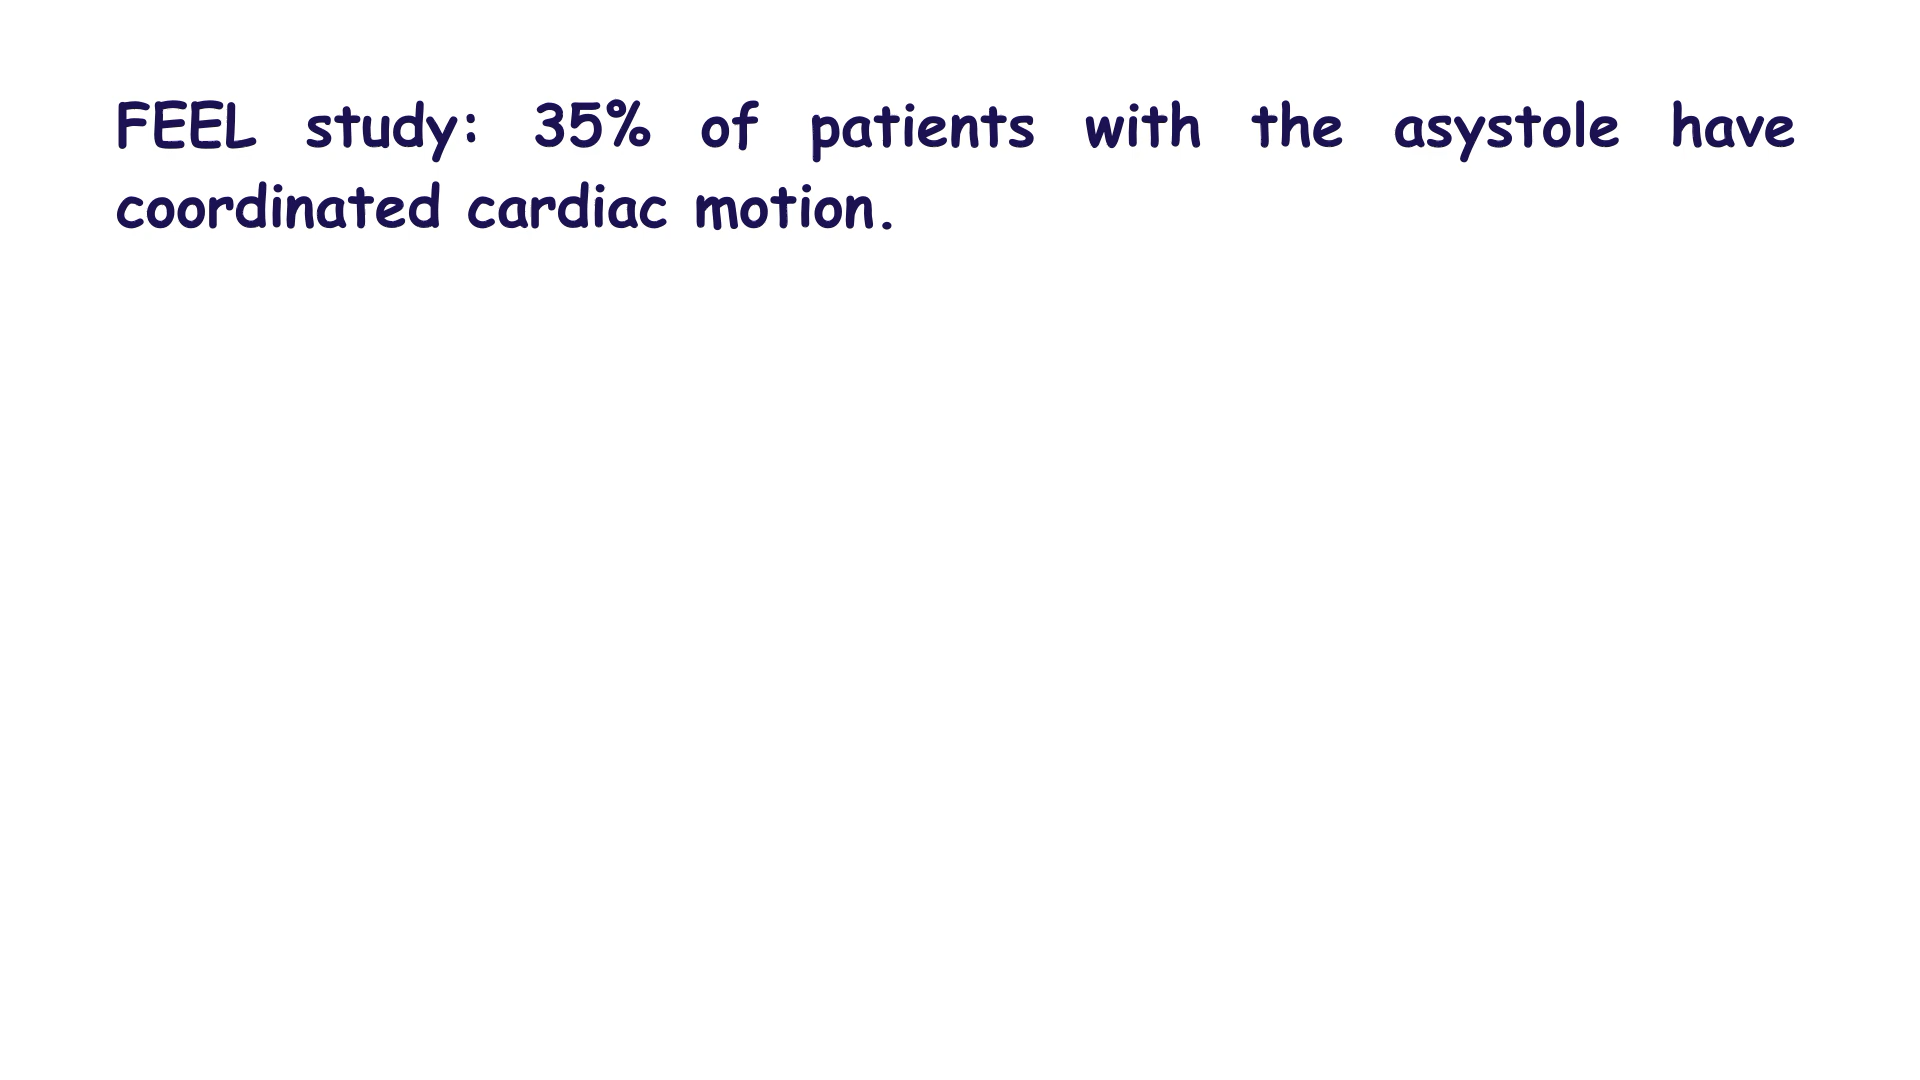 FEEL study: 35% of patients with the asystole have
coordinated cardiac motion.